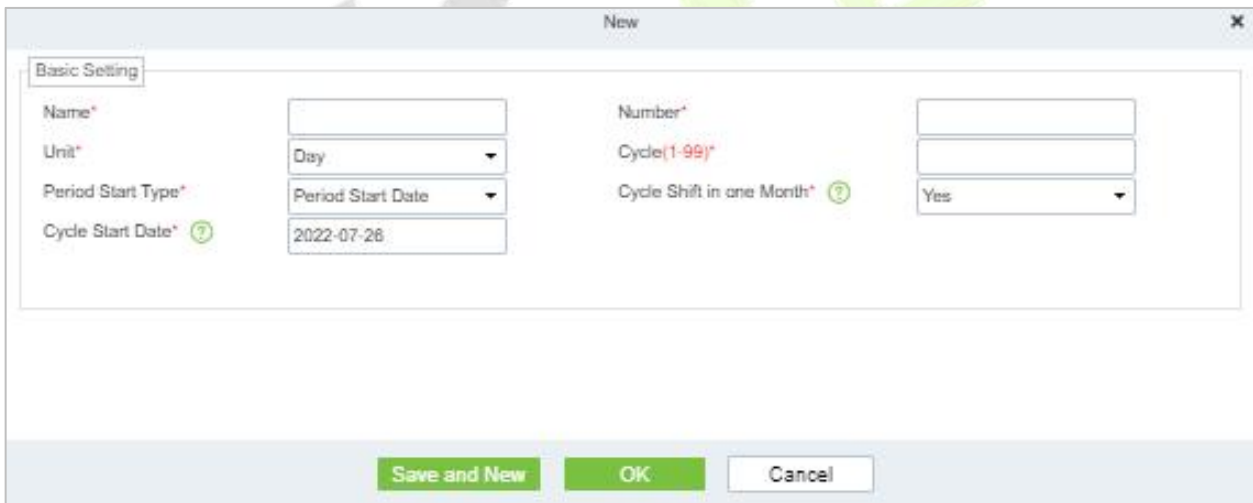 New
Basic Setting
Name* Number*
Unit* Day Cycle(1-99)*
Period Start Type* Period Start Date Cycle Shift in one Month* ? Yes
Cycle Start Date* ? 2022-07-26
Save and New OK Cancel